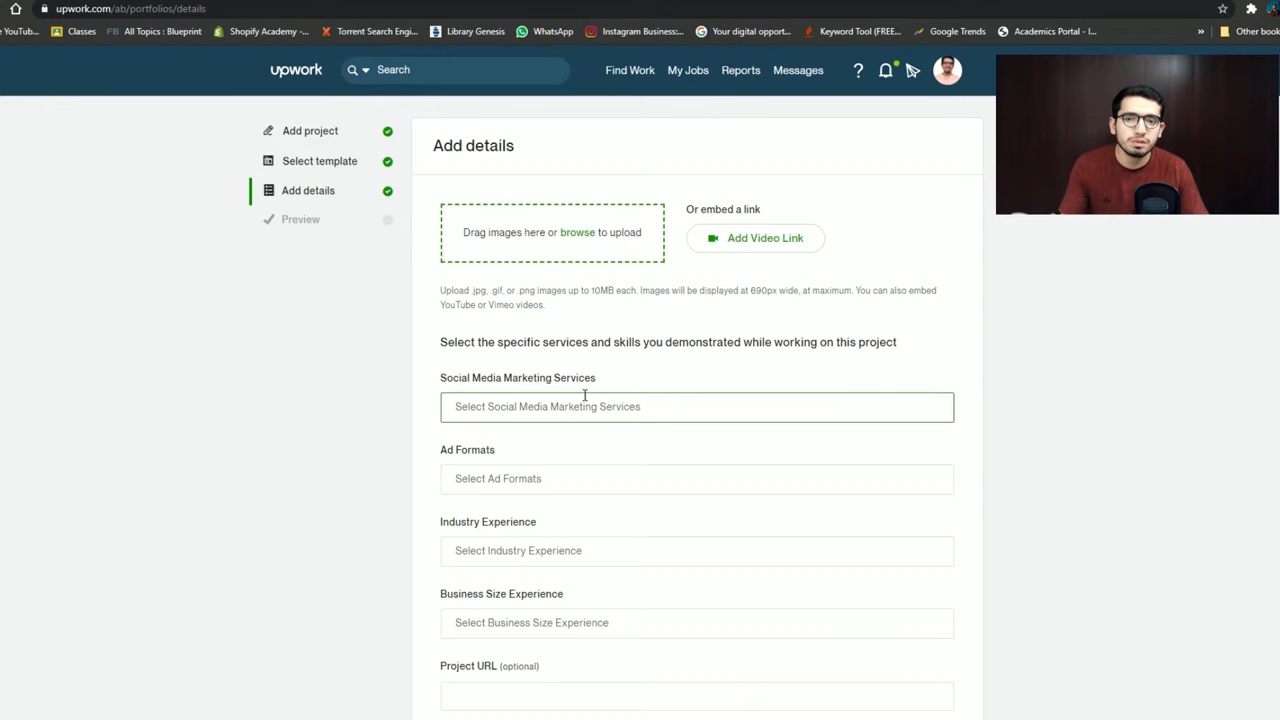 upwork.com/ab/portfolios/details
e YouTu... Classes FB All Topics : Blueprint Shopify Academy -... Torrent Search Engi... Library Genesis WhatsApp Instagram Business:... Your digital opport... Keyword Tool (FREE... Google Trends Academics Portal - I... » Other book
upwork Search Find Work My Jobs Reports Messages ?
Add project
Select template
Add details
Preview
Add details
Drag images here or browse to upload
Or embed a link
Add Video Link
Upload .jpg, .gif, or .png images up to 10MB each. Images will be displayed at 690px wide, at maximum. You can also embed
YouTube or Vimeo videos.
Select the specific services and skills you demonstrated while working on this project
Social Media Marketing Services
Select Social Media Marketing Services
Ad Formats
Select Ad Formats
Industry Experience
Select Industry Experience
Business Size Experience
Select Business Size Experience
Project URL (optional)